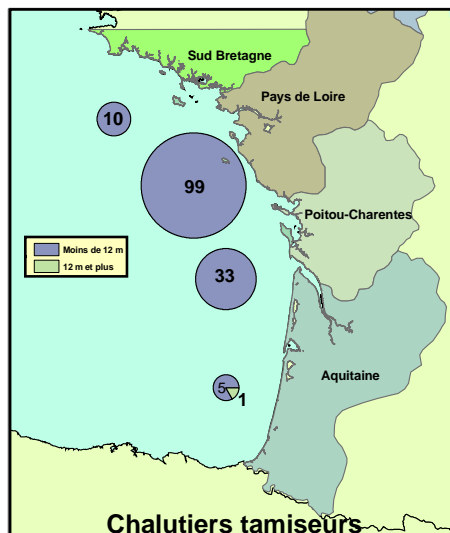 Sud Bretagne
Pays de Loire
10
99
Poitou-Charentes
Moins de 12 m
12 m et plus
33
Aquitaine
5
1
Chalutiers tamiseurs